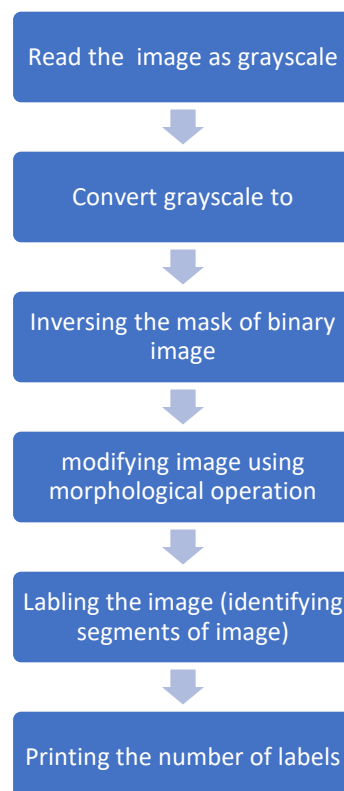 Read the  image as grayscale
Convert grayscale to
Inversing the mask of binary
image
modifying image using
morphological operation
Labling the image (identifying
segments of image)
Printing the number of labels